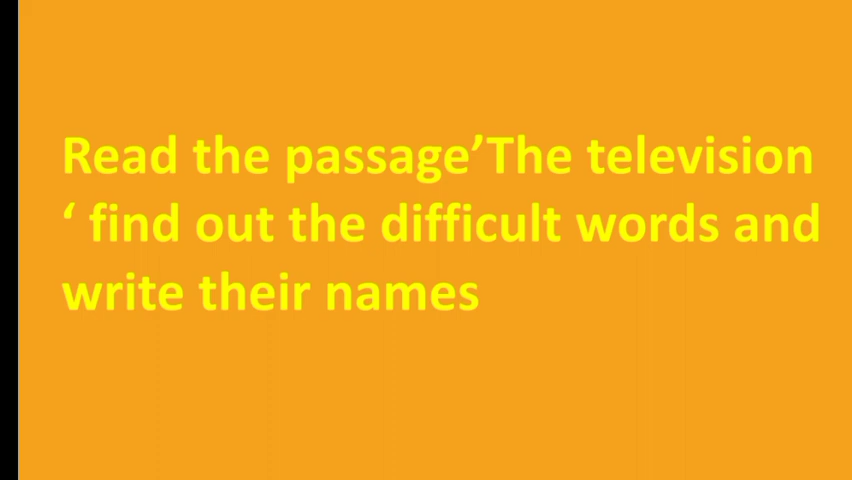 Read the passage’The television
‘ find out the difficult words and
write their names